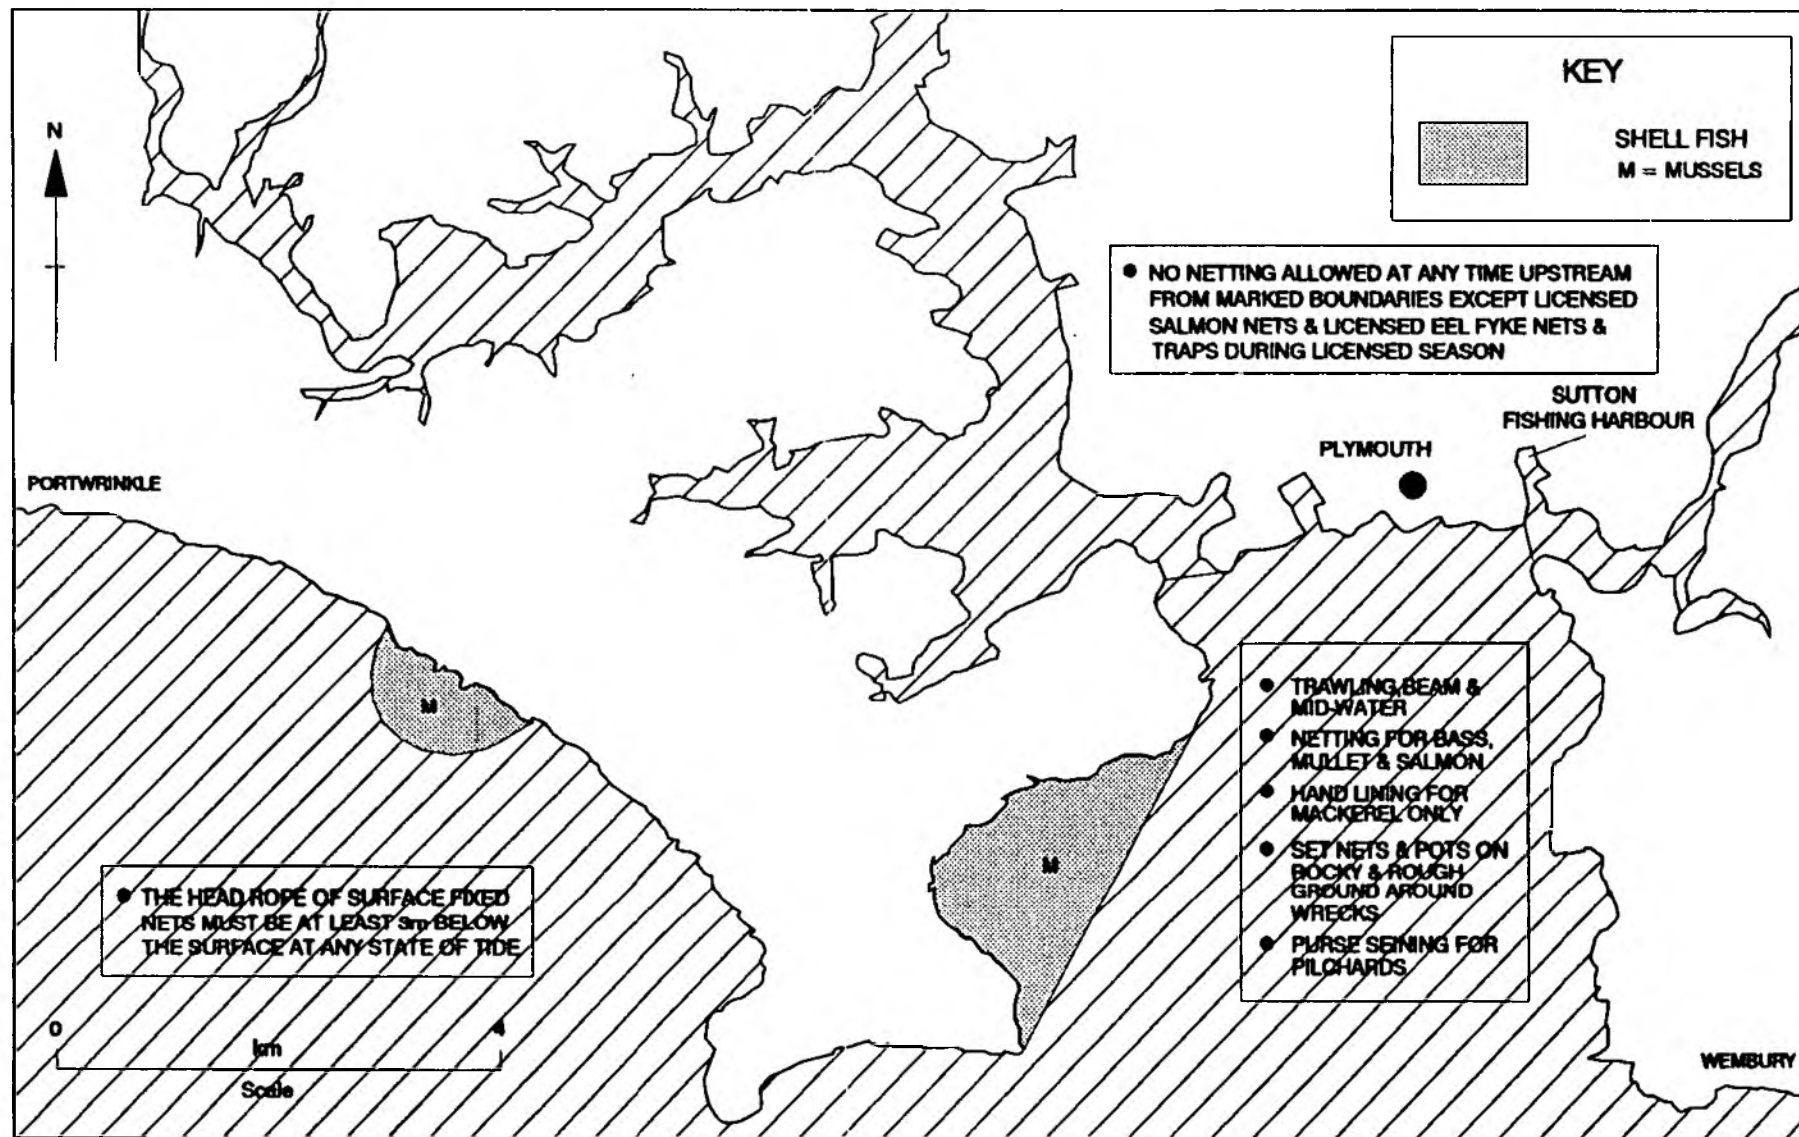 KEY
SHELL FISH
M = MUSSELS
N
● NO NETTING ALLOWED AT ANY TIME UPSTREAM
FROM MARKED BOUNDARIES EXCEPT LICENSED
SALMON NETS & LICENSED EEL FYKE NETS &
TRAPS DURING LICENSED SEASON
SUTTON
FISHING HARBOUR
PLYMOUTH
PORTWRINKLE
M
M
● TRAWLING, BEAM &
MID-WATER
● NETTING FOR BASS,
MULLET & SALMON
● HAND LINING FOR
MACKEREL ONLY
● SET NETS & POTS ON
ROCKY & ROUGH
GROUND AROUND
WRECKS
● PURSE SEINING FOR
PILCHARDS
● THE HEAD ROPE OF SURFACE FIXED
NETS MUST BE AT LEAST 3m BELOW
THE SURFACE AT ANY STATE OF TIDE
0 4
km
Scale
WEMBURY